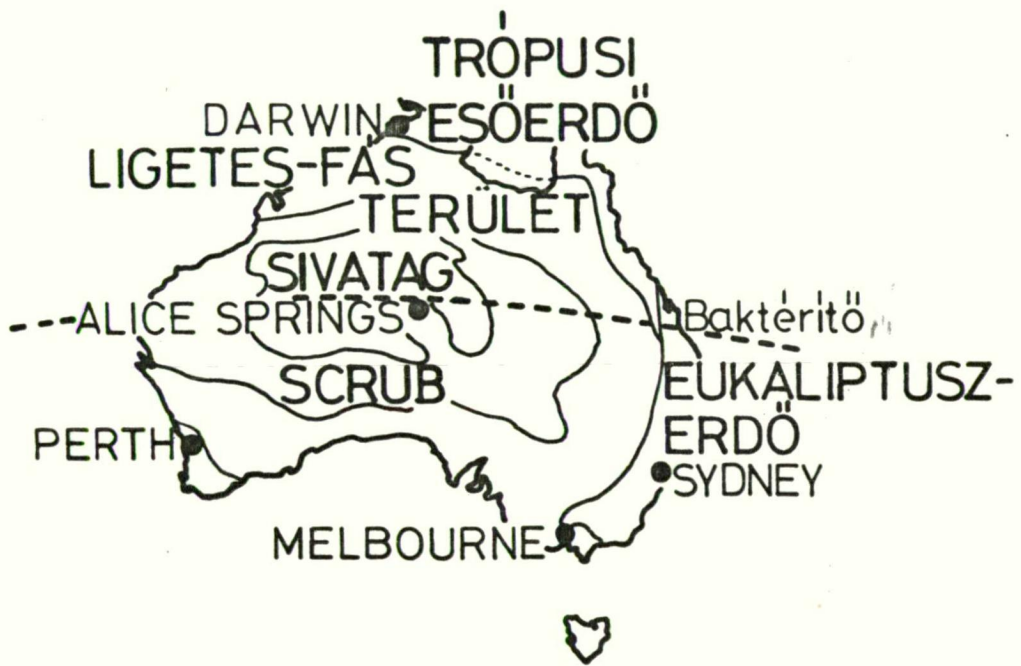 TRÓPUSI
ESŐERDŐ
DARWIN
LIGETES-FÁS
TERÜLET
SIVATAG
ALICE SPRINGS
Baktérítő
SCRUB
EUKALIPTUSZ-
ERDŐ
PERTH
SYDNEY
MELBOURNE